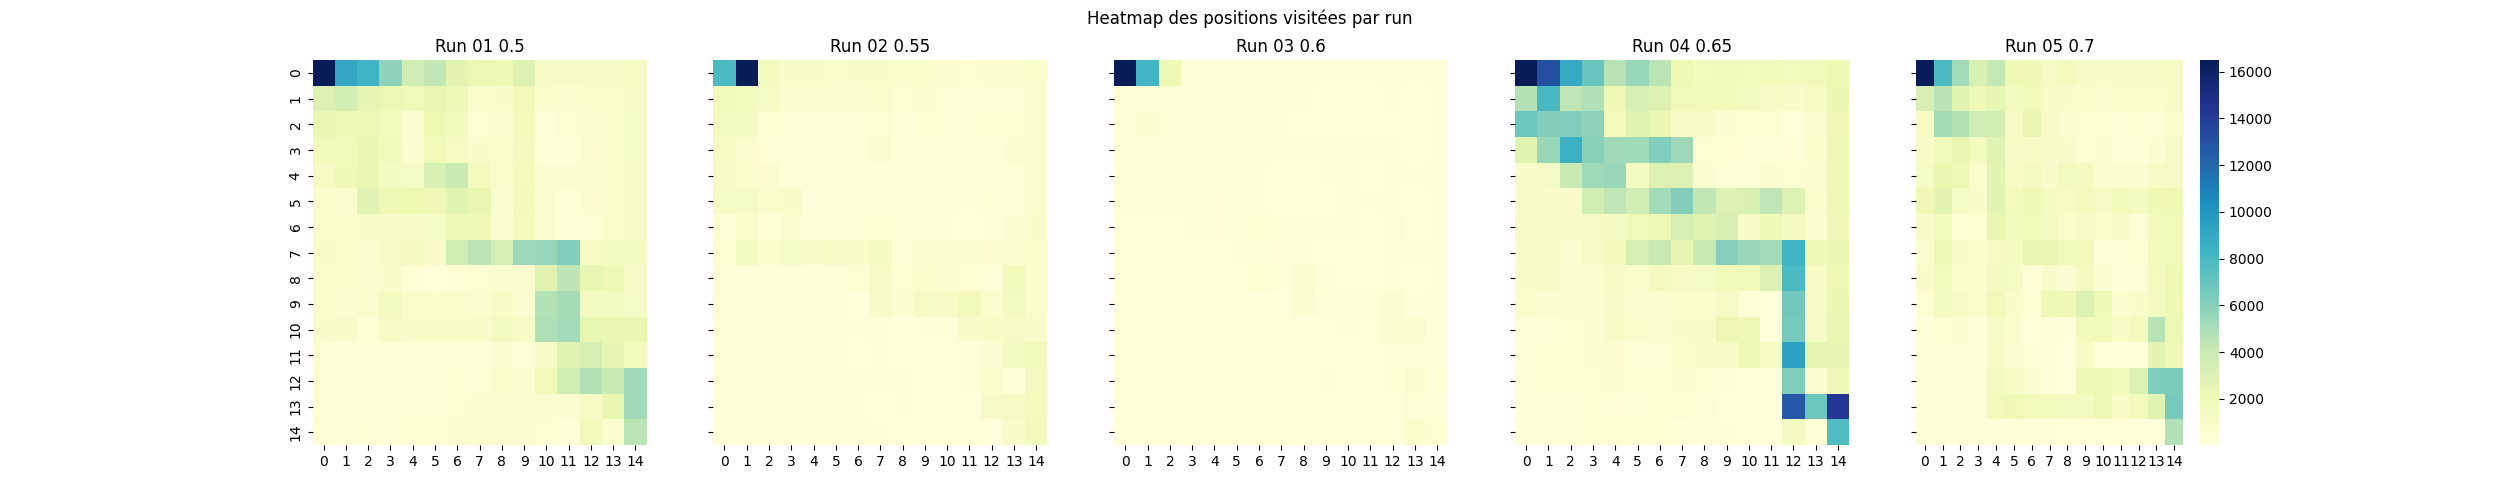 Heatmap des positions visitées par run
Run 01 0.5
Run 02 0.55
Run 03 0.6
Run 04 0.65
Run 05 0.7
0
1
2
3
4
5
6
7
8
9
10
11
12
13
14
0 1 2 3 4 5 6 7 8 9 10 11 12 13 14
0 1 2 3 4 5 6 7 8 9 10 11 12 13 14
0 1 2 3 4 5 6 7 8 9 10 11 12 13 14
0 1 2 3 4 5 6 7 8 9 10 11 12 13 14
0 1 2 3 4 5 6 7 8 9 10 11 12 13 14
16000
14000
12000
10000
8000
6000
4000
2000